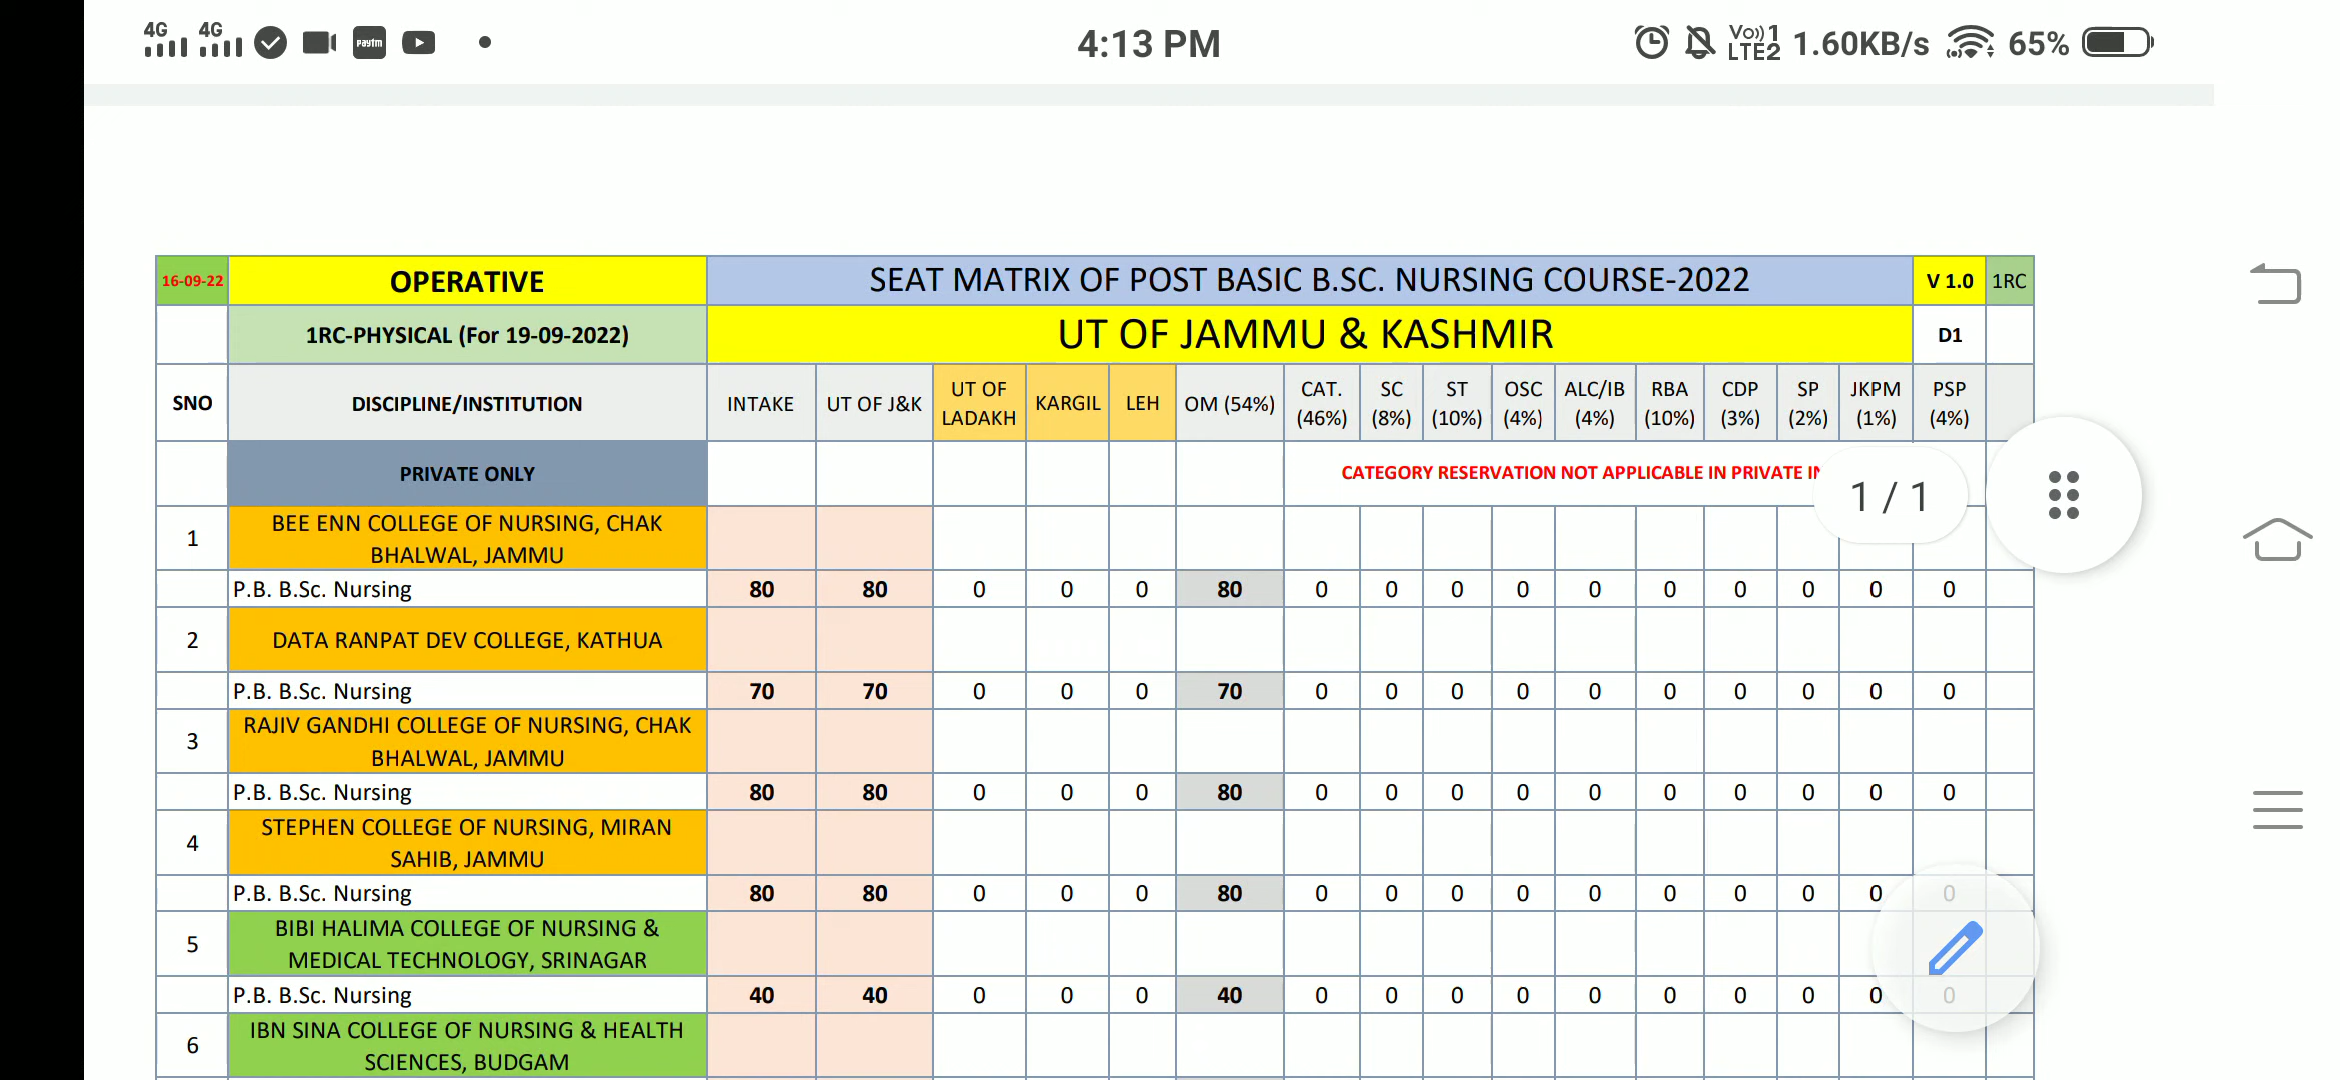 4G 4G Paytm 4:13 PM Vo)) 1 LTE2 1.60KB/s 65%
16-09-22 OPERATIVE SEAT MATRIX OF POST BASIC B.SC. NURSING COURSE-2022 V 1.0 1RC
1RC-PHYSICAL (For 19-09-2022) UT OF JAMMU & KASHMIR D1
SNO DISCIPLINE/INSTITUTION INTAKE UT OF J&K UT OF LADAKH KARGIL LEH OM (54%) CAT. (46%) SC (8%) ST (10%) OSC (4%) ALC/IB (4%) RBA (10%) CDP (3%) SP (2%) JKPM (1%) PSP (4%)
PRIVATE ONLY CATEGORY RESERVATION NOT APPLICABLE IN PRIVATE
1 / 1
1 BEE ENN COLLEGE OF NURSING, CHAK
BHALWAL, JAMMU
P.B. B.Sc. Nursing 80 80 0 0 0 80 0 0 0 0 0 0 0 0 0 0
2 DATA RANPAT DEV COLLEGE, KATHUA
P.B. B.Sc. Nursing 70 70 0 0 0 70 0 0 0 0 0 0 0 0 0 0
3 RAJIV GANDHI COLLEGE OF NURSING, CHAK
BHALWAL, JAMMU
P.B. B.Sc. Nursing 80 80 0 0 0 80 0 0 0 0 0 0 0 0 0 0
4 STEPHEN COLLEGE OF NURSING, MIRAN
SAHIB, JAMMU
P.B. B.Sc. Nursing 80 80 0 0 0 80 0 0 0 0 0 0 0 0 0 0
5 BIBI HALIMA COLLEGE OF NURSING &
MEDICAL TECHNOLOGY, SRINAGAR
P.B. B.Sc. Nursing 40 40 0 0 0 40 0 0 0 0 0 0 0 0 0 0
6 IBN SINA COLLEGE OF NURSING & HEALTH
SCIENCES, BUDGAM